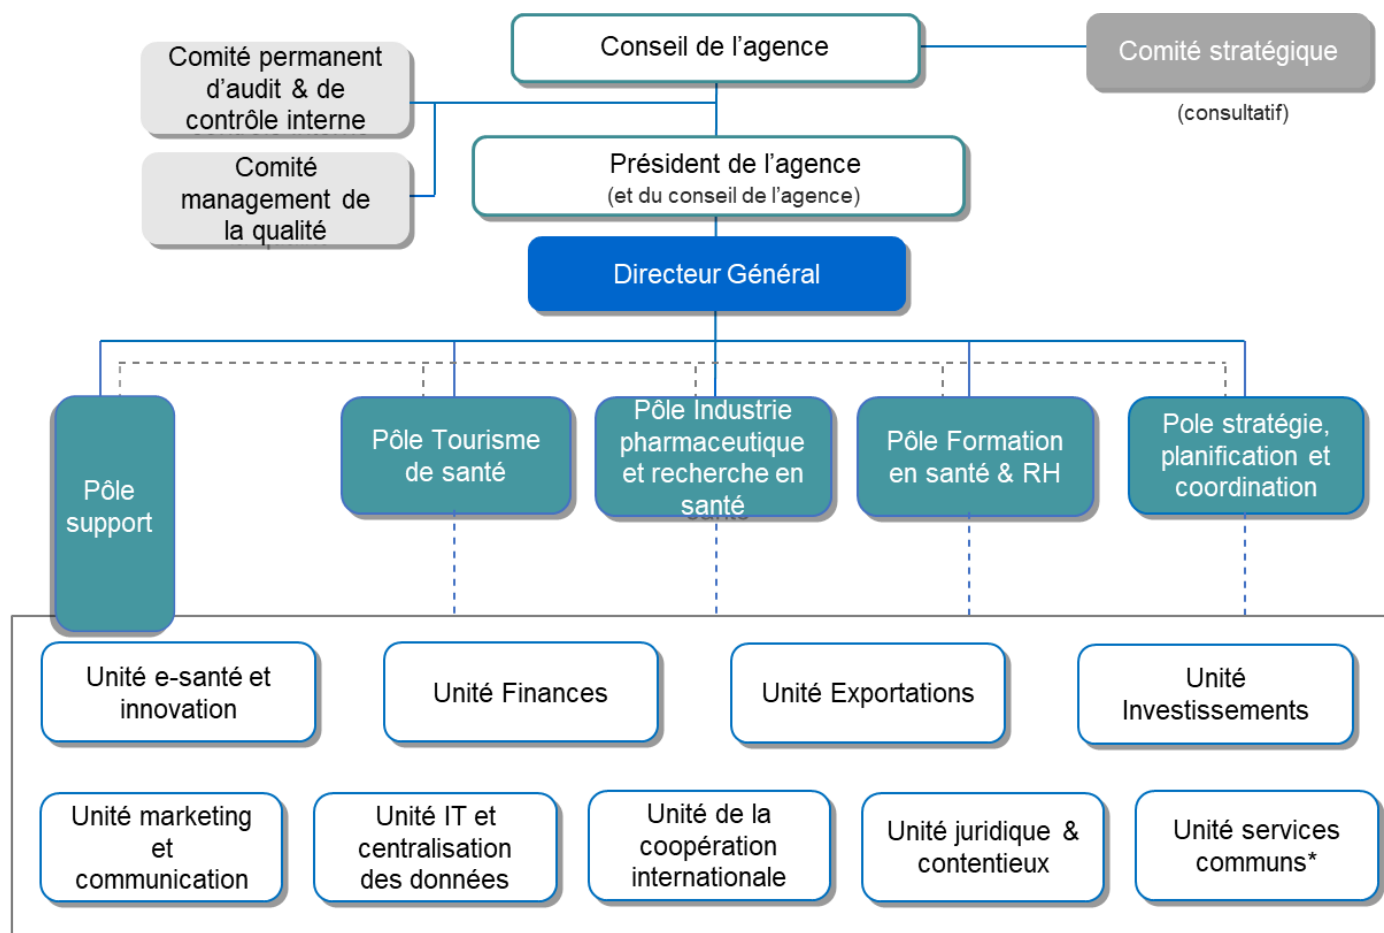 Conseil de l’agence
Comité stratégique
(consultatif)
Comité permanent
d’audit & de
contrôle interne
Comité
management de
la qualité
Président de l’agence
(et du conseil de l’agence)
Directeur Général
Pôle
support
Pôle Tourisme
de santé
Pôle Industrie
pharmaceutique
et recherche en
santé
Pôle Formation
en santé & RH
Pole stratégie,
planification et
coordination
Unité e-santé et
innovation
Unité Finances
Unité Exportations
Unité
Investissements
Unité marketing
et
communication
Unité IT et
centralisation
des données
Unité de la
coopération
internationale
Unité juridique &
contentieux
Unité services
communs*